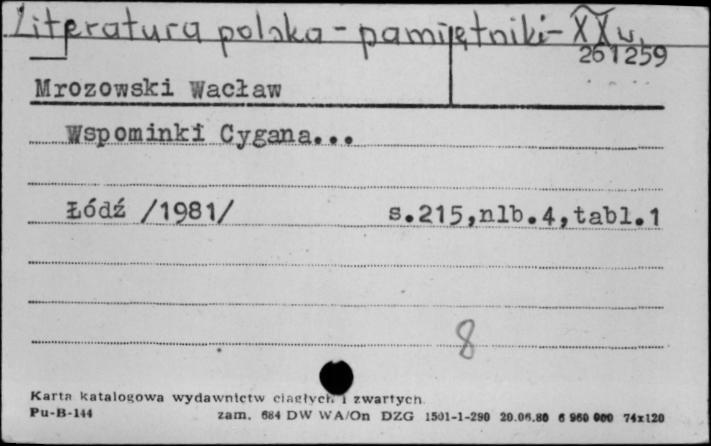 Literatura polska - pamiętniki - XX w.
261259
Mrozowski Wacław
Wspominki Cygana...
Łódź /1981/ s.215,nlb.4,tabl.1
8
Karta katalogowa wydawnictw ciągłych i zwartych
Pu-B-144 zam. 684 DW WA/On DZG 1501-1-290 20.06.80 6 960 000 74x120